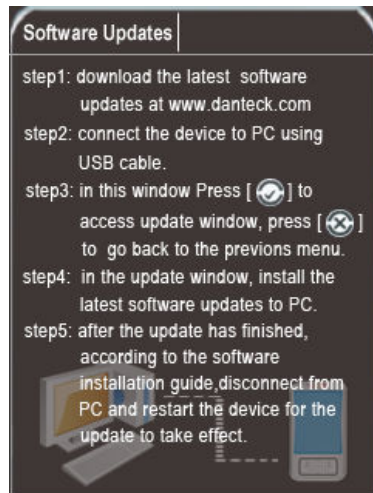 Software Updates
step1: download the latest software
updates at www.danteck.com
step2: connect the device to PC using
USB cable.
step3: in this window Press [ ] to
access update window, press [ ]
to go back to the previons menu.
step4: in the update window, install the
latest software updates to PC.
step5: after the update has finished,
according to the software
installation guide,disconnect from
PC and restart the device for the
update to take effect.